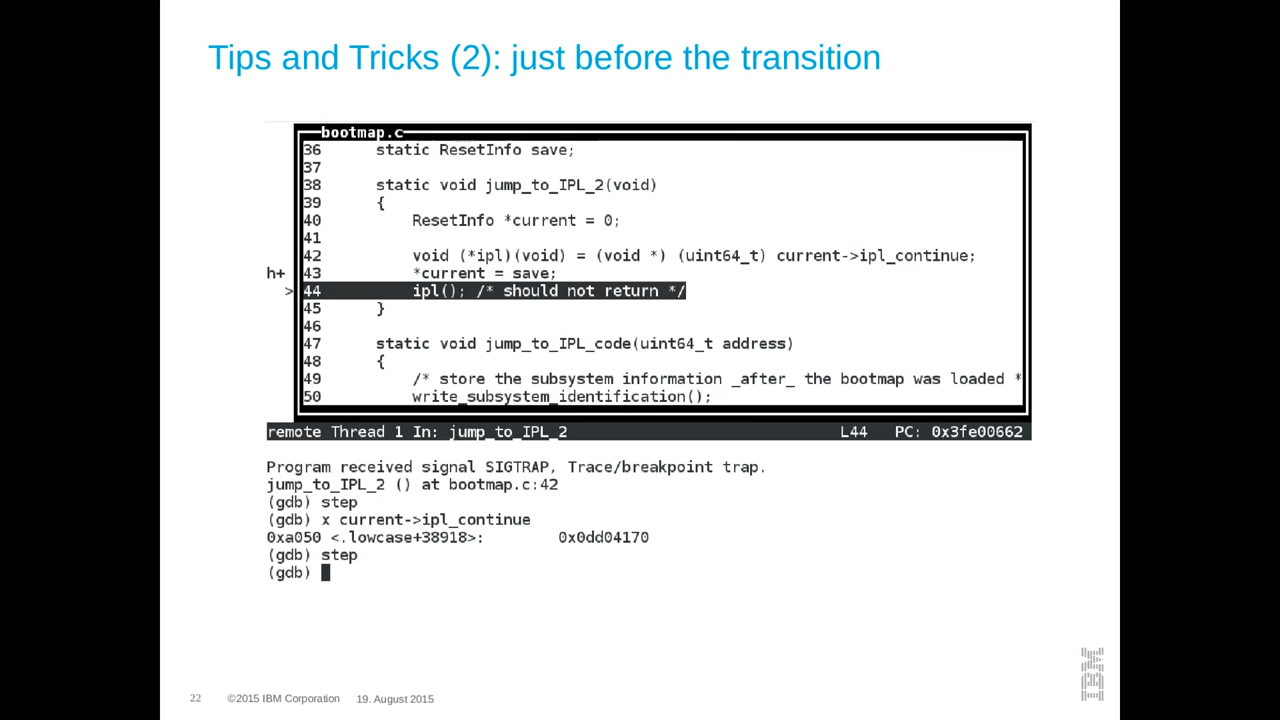 Tips and Tricks (2): just before the transition
bootmap.c
36 static ResetInfo save;
37
38 static void jump_to_IPL_2(void)
39 {
40 ResetInfo *current = 0;
41
42 void (*ipl)(void) = (void *) (uint64_t) current->ipl_continue;
h+ 43 *current = save;
> 44 ipl(); /* should not return */
45 }
46
47 static void jump_to_IPL_code(uint64_t address)
48 {
49 /* store the subsystem information _after_ the bootmap was loaded *
50 write_subsystem_identification();
remote Thread 1 In: jump_to_IPL_2 L44 PC: 0x3fe00662
Program received signal SIGTRAP, Trace/breakpoint trap.
jump_to_IPL_2 () at bootmap.c:42
(gdb) step
(gdb) x current->ipl_continue
0xa050 <.lowcase+38918>: 0x0dd04170
(gdb) step
(gdb)
22 ©2015 IBM Corporation 19. August 2015
IBM